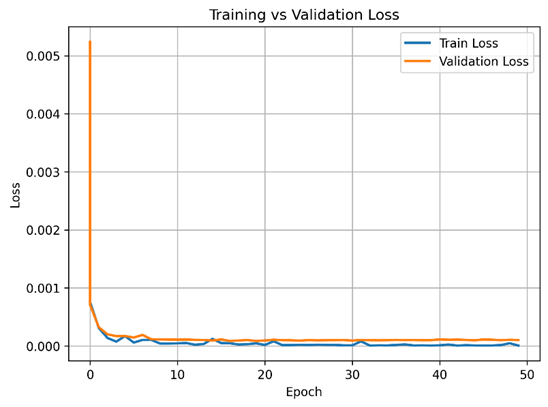 Training vs Validation Loss
Train Loss
Validation Loss
0.005
0.004
0.003
0.002
0.001
0.000
Loss
0 10 20 30 40 50
Epoch